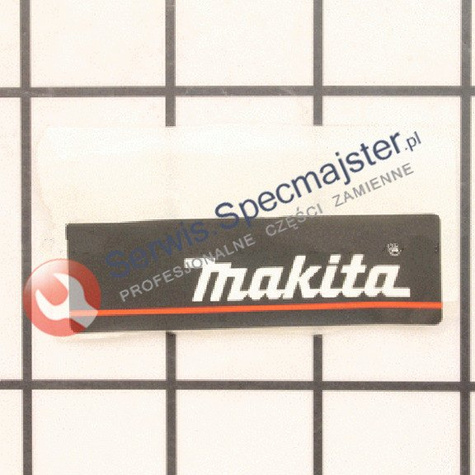 Serwis Specmajster.pl
PROFESJONALNE CZĘŚCI ZAMIENNE
makita